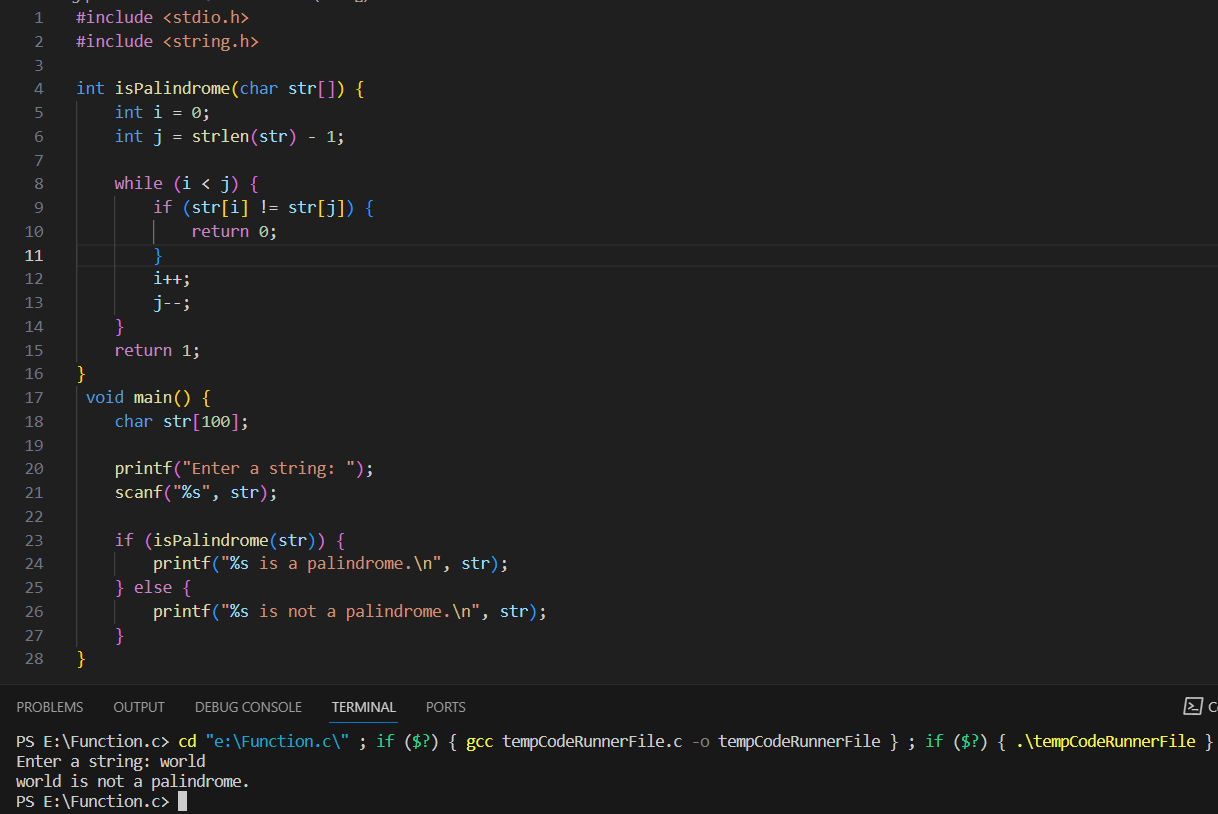 1 #include <stdio.h>
2 #include <string.h>
3
4 int isPalindrome(char str[]) {
5     int i = 0;
6     int j = strlen(str) - 1;
7
8     while (i < j) {
9         if (str[i] != str[j]) {
10             return 0;
11         }
12         i++;
13         j--;
14     }
15     return 1;
16 }
17  void main() {
18     char str[100];
19
20     printf("Enter a string: ");
21     scanf("%s", str);
22
23     if (isPalindrome(str)) {
24         printf("%s is a palindrome.\n", str);
25     } else {
26         printf("%s is not a palindrome.\n", str);
27     }
28 }
PROBLEMS OUTPUT DEBUG CONSOLE TERMINAL PORTS
PS E:\Function.c> cd "e:\Function.c\" ; if ($?) { gcc tempCodeRunnerFile.c -o tempCodeRunnerFile } ; if ($?) { .\tempCodeRunnerFile }
Enter a string: world
world is not a palindrome.
PS E:\Function.c>